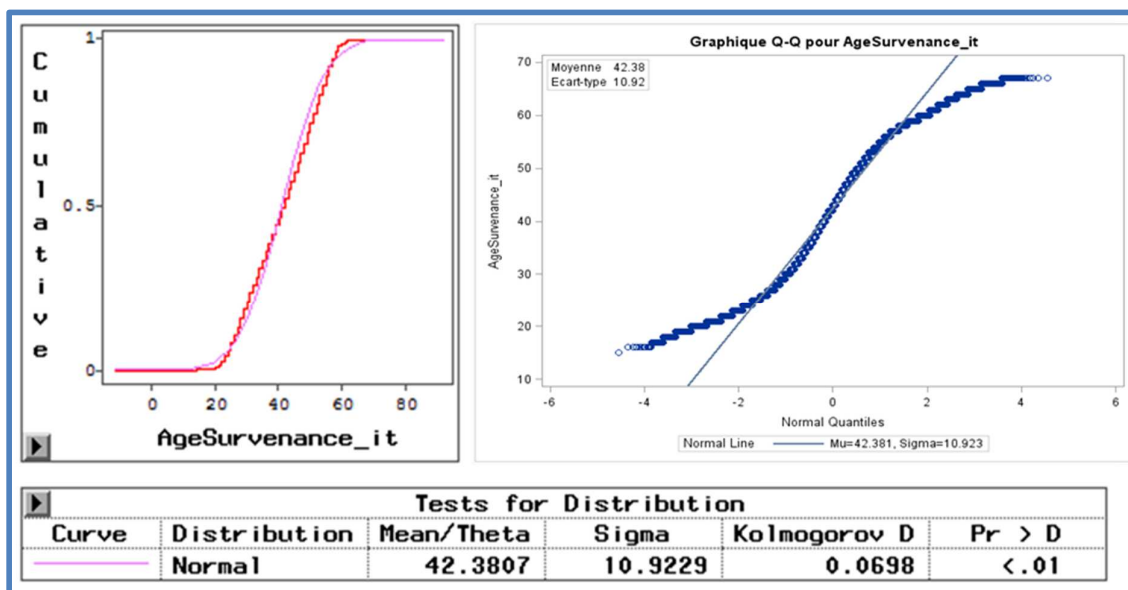 Cumulative
1
0.5
0
0 20 40 60 80
AgeSurvenance_it
Graphique Q-Q pour AgeSurvenance_it
Moyenne 42.38
Ecart-type 10.92
AgeSurvenance_it
70
60
50
40
30
20
10
-6 -4 -2 0 2 4 6
Normal Quantiles
Normal Line Mu=42.381, Sigma=10.923
Tests for Distribution
Curve Distribution Mean/Theta Sigma Kolmogorov D Pr > D
Normal 42.3807 10.9229 0.0698 <.01